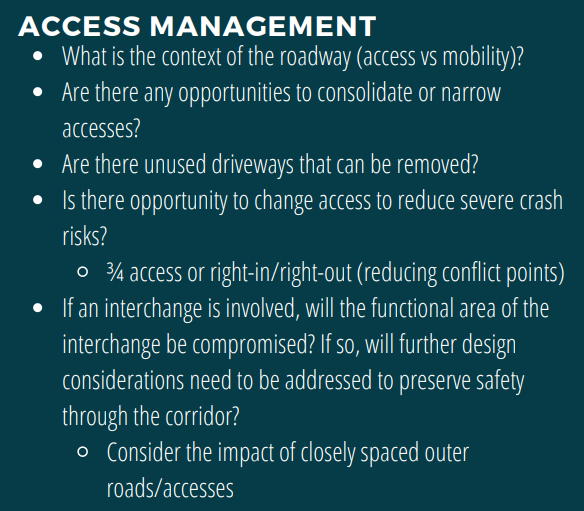 ACCESS MANAGEMENT
• What is the context of the roadway (access vs mobility)?
• Are there any opportunities to consolidate or narrow
accesses?
• Are there unused driveways that can be removed?
• Is there opportunity to change access to reduce severe crash
risks?
○ ¾ access or right-in/right-out (reducing conflict points)
• If an interchange is involved, will the functional area of the
interchange be compromised? If so, will further design
considerations need to be addressed to preserve safety
through the corridor?
○ Consider the impact of closely spaced outer
roads/accesses